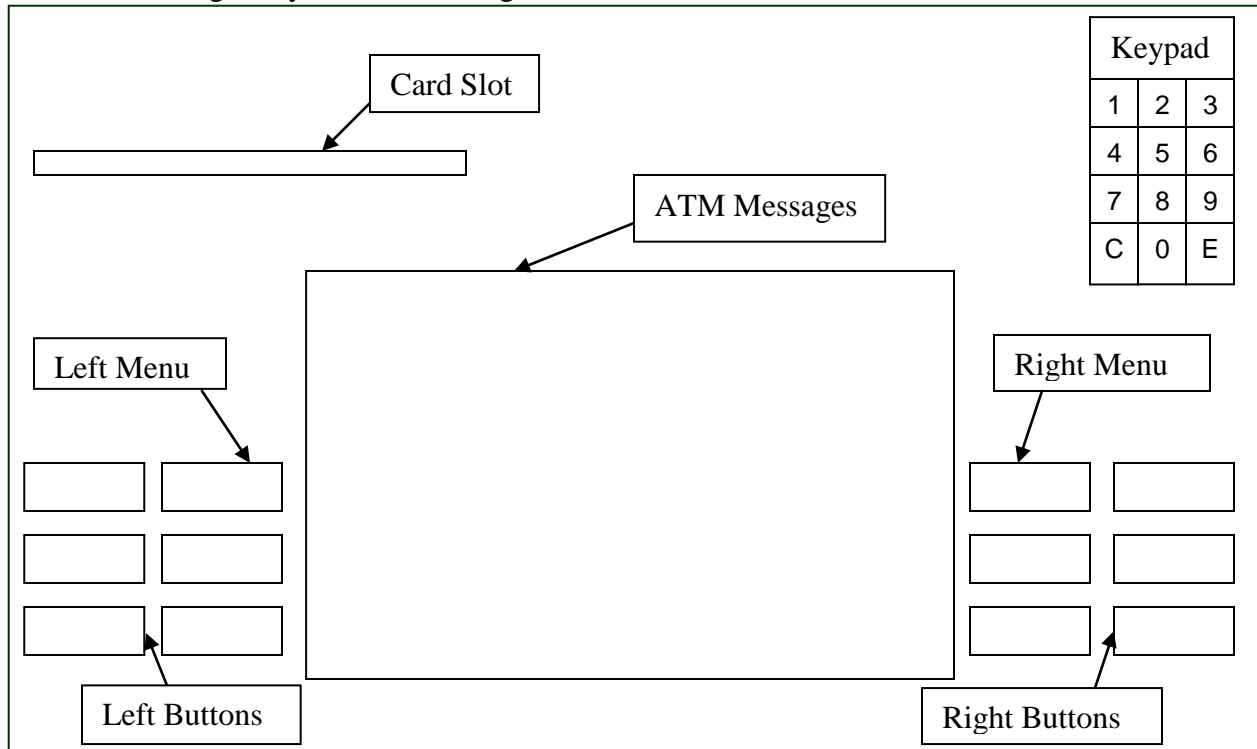 Keypad
Card Slot
1 2 3
4 5 6
7 8 9
C 0 E
ATM Messages
Left Menu
Right Menu
Left Buttons
Right Buttons